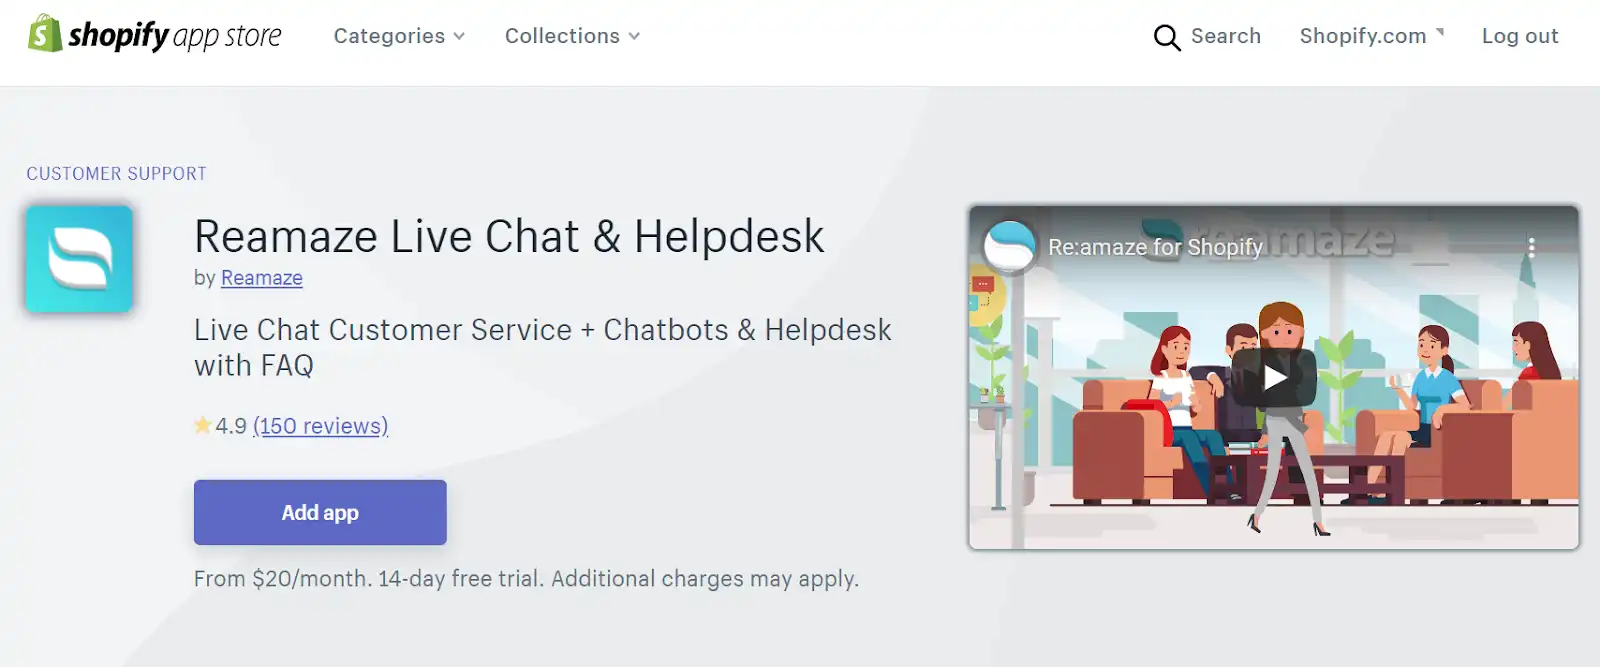 shopify app store
Categories
Collections
Search
Shopify.com
Log out
CUSTOMER SUPPORT
Reamaze Live Chat & Helpdesk
by Reamaze
Live Chat Customer Service + Chatbots & Helpdesk
with FAQ
4.9 (150 reviews)
Add app
From $20/month. 14-day free trial. Additional charges may apply.
Re:amaze for Shopify